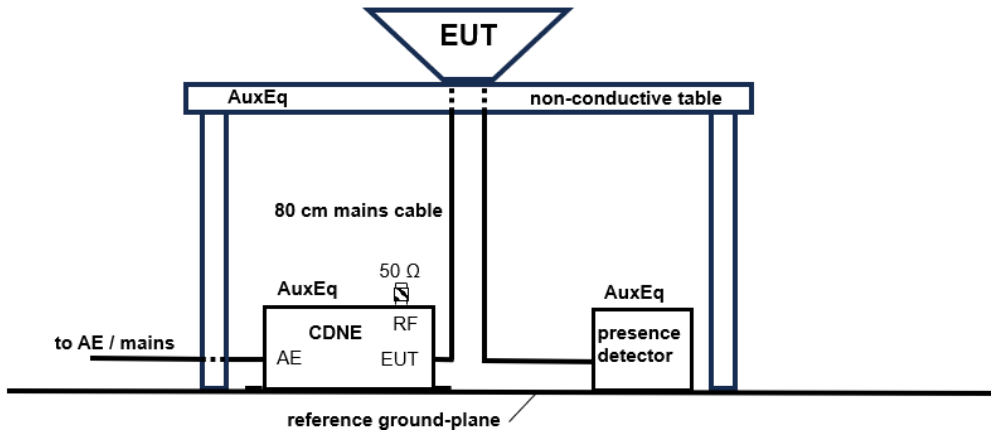 EUT
AuxEq
non-conductive table
80 cm mains cable
50 Ω
AuxEq
AuxEq
RF
CDNE
presence
detector
to AE / mains
AE
EUT
reference ground-plane